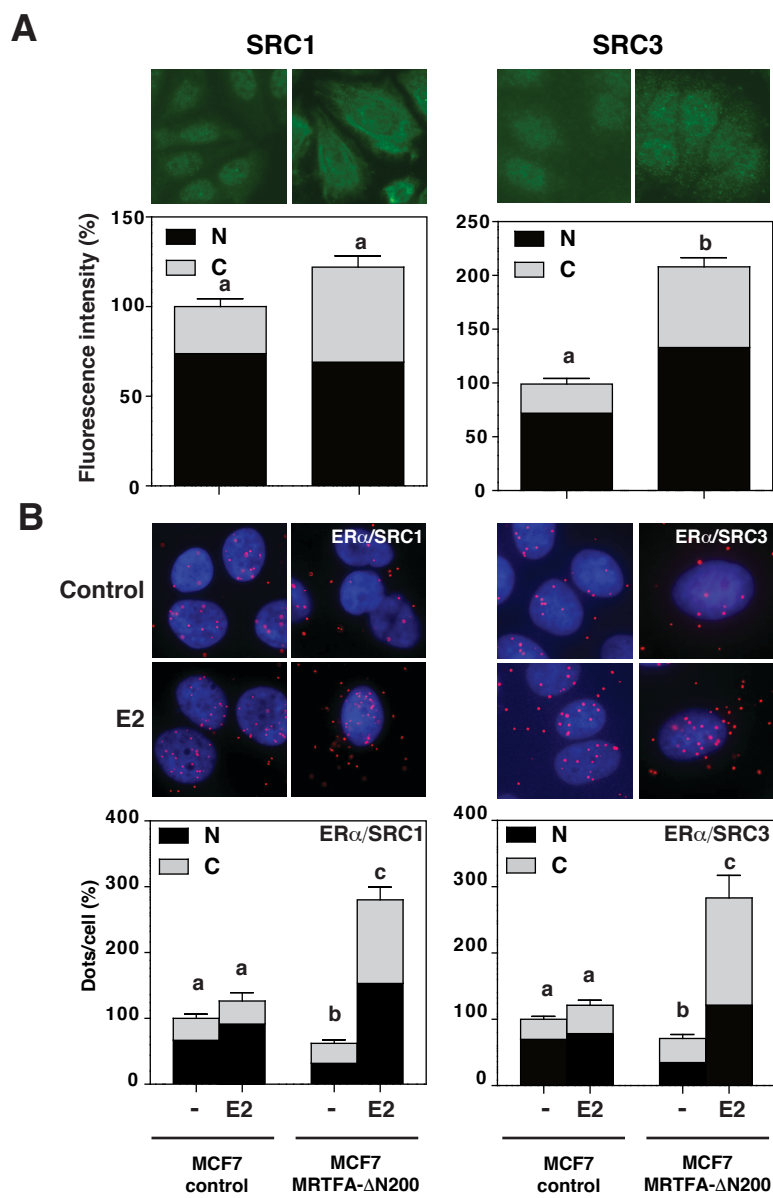 A
SRC1
SRC3
Fluorescence intensity (%)
150
100
50
0
N
C
a
a
250
200
150
100
50
0
N
C
a
b
B
Control
E2
ERα/SRC1
ERα/SRC3
Dots/cell (%)
400
300
200
100
0
N
C
ERα/SRC1
a
a
b
c
- E2 - E2
MCF7
control
MCF7
MRTFA-ΔN200
400
300
200
100
0
N
C
ERα/SRC3
a
a
b
c
- E2 - E2
MCF7
control
MCF7
MRTFA-ΔN200